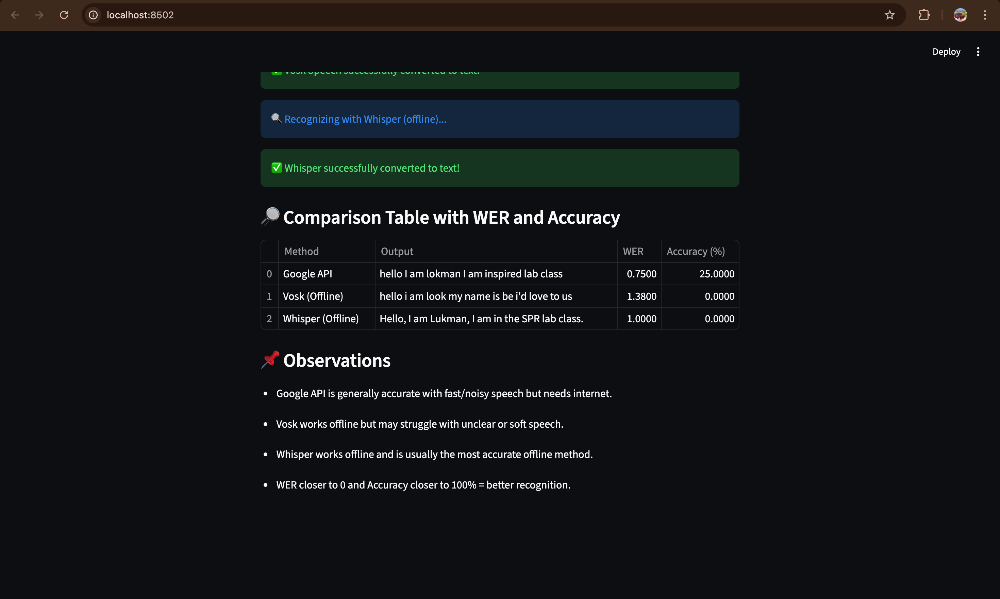 localhost:8502
Deploy
✅ Vosk Speech successfully converted to text!
🔍 Recognizing with Whisper (offline)...
✅ Whisper successfully converted to text!
🔎 Comparison Table with WER and Accuracy
Method Output WER Accuracy (%)
0 Google API hello I am lokman I am inspired lab class 0.7500 25.0000
1 Vosk (Offline) hello i am look my name is be i'd love to us 1.3800 0.0000
2 Whisper (Offline) Hello, I am Lukman, I am in the SPR lab class. 1.0000 0.0000
📌 Observations
• Google API is generally accurate with fast/noisy speech but needs internet.
• Vosk works offline but may struggle with unclear or soft speech.
• Whisper works offline and is usually the most accurate offline method.
• WER closer to 0 and Accuracy closer to 100% = better recognition.